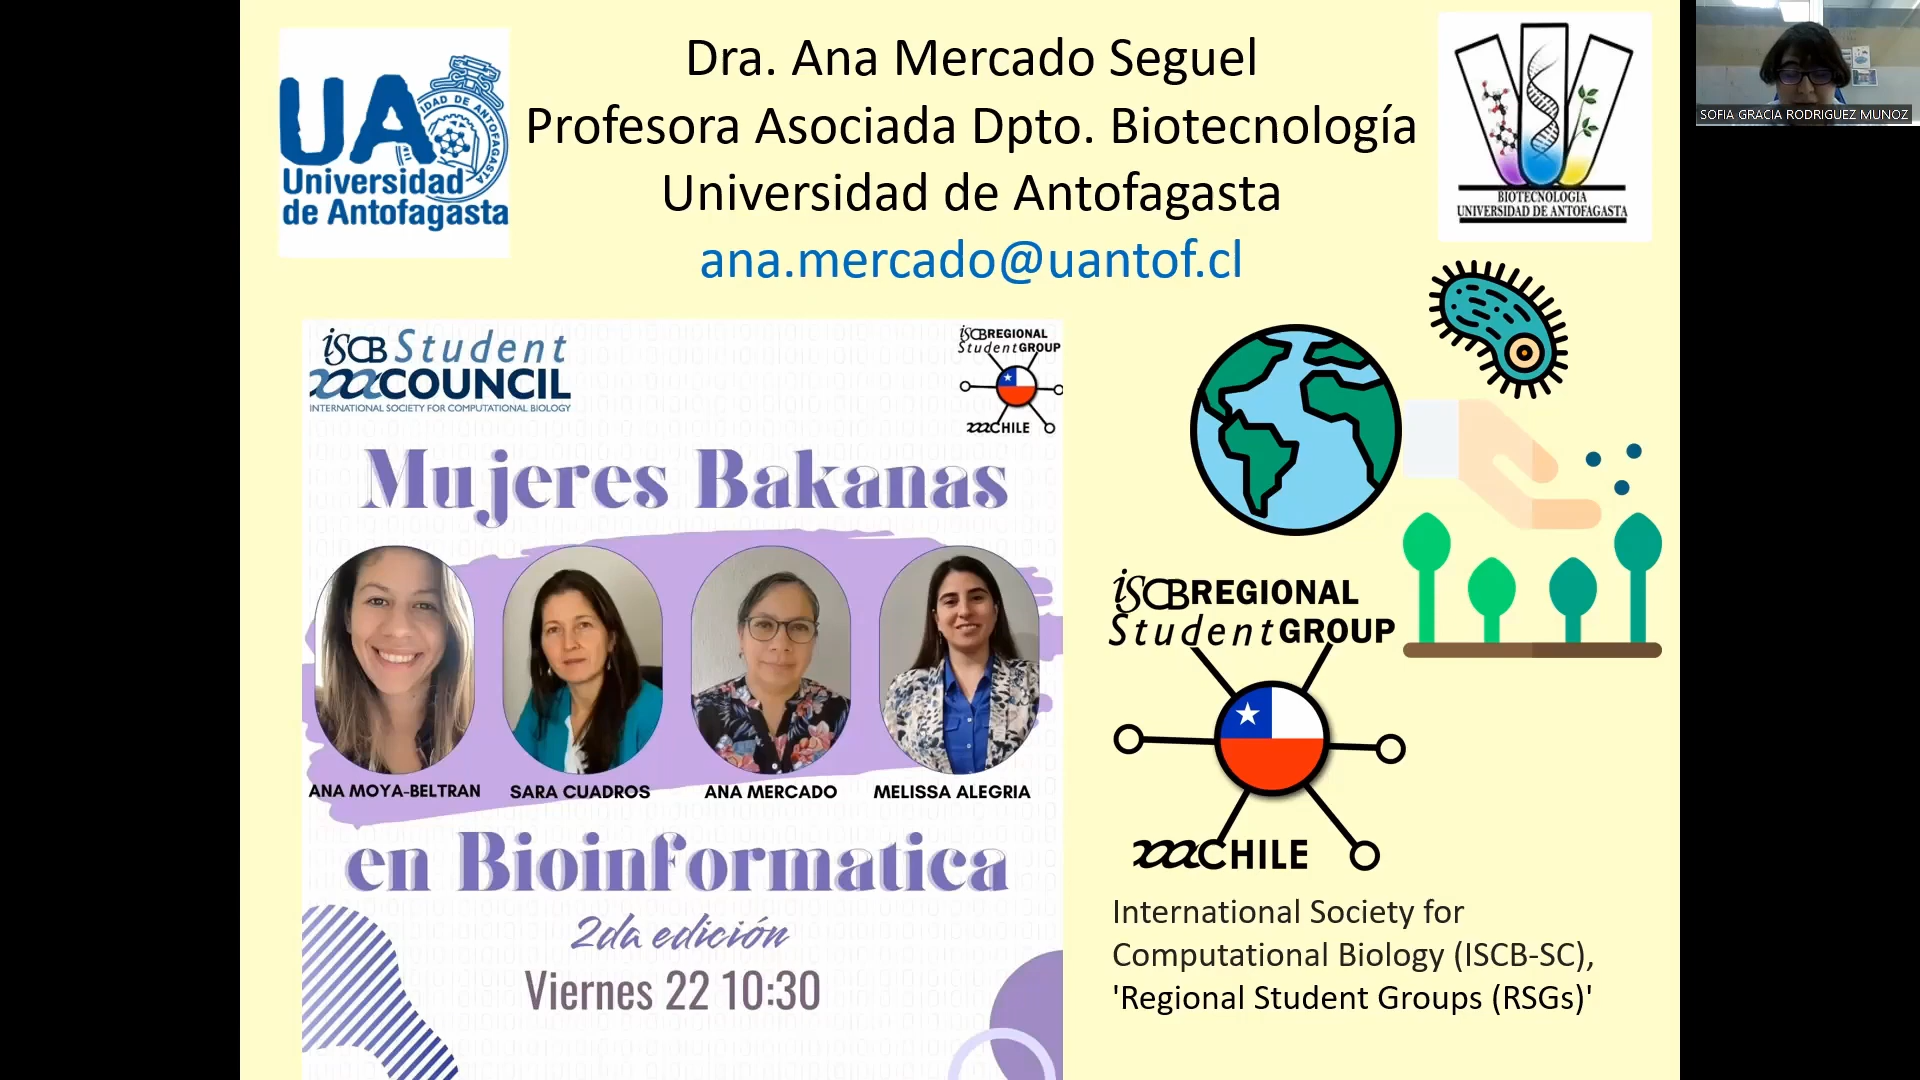 Dra. Ana Mercado Seguel
Profesora Asociada Dpto. Biotecnología
Universidad de Antofagasta
ana.mercado@uantof.cl
UA
Universidad
de Antofagasta
IDAD DE ANTOFAGASTA
BIOTECNOLOGIA
UNIVERSIDAD DE ANTOFAGASTA
SOFIA GRACIA RODRIGUEZ MUNOZ
iSCB Student
COUNCIL
INTERNATIONAL SOCIETY FOR COMPUTATIONAL BIOLOGY
iSCB REGIONAL
Student GROUP
CHILE
Mujeres Bakanas
ANA MOYA-BELTRAN
SARA CUADROS
ANA MERCADO
MELISSA ALEGRIA
en Bioinformatica
2da edición
Viernes 22 10:30
iSCB REGIONAL
Student GROUP
CHILE
International Society for
Computational Biology (ISCB-SC),
'Regional Student Groups (RSGs)'